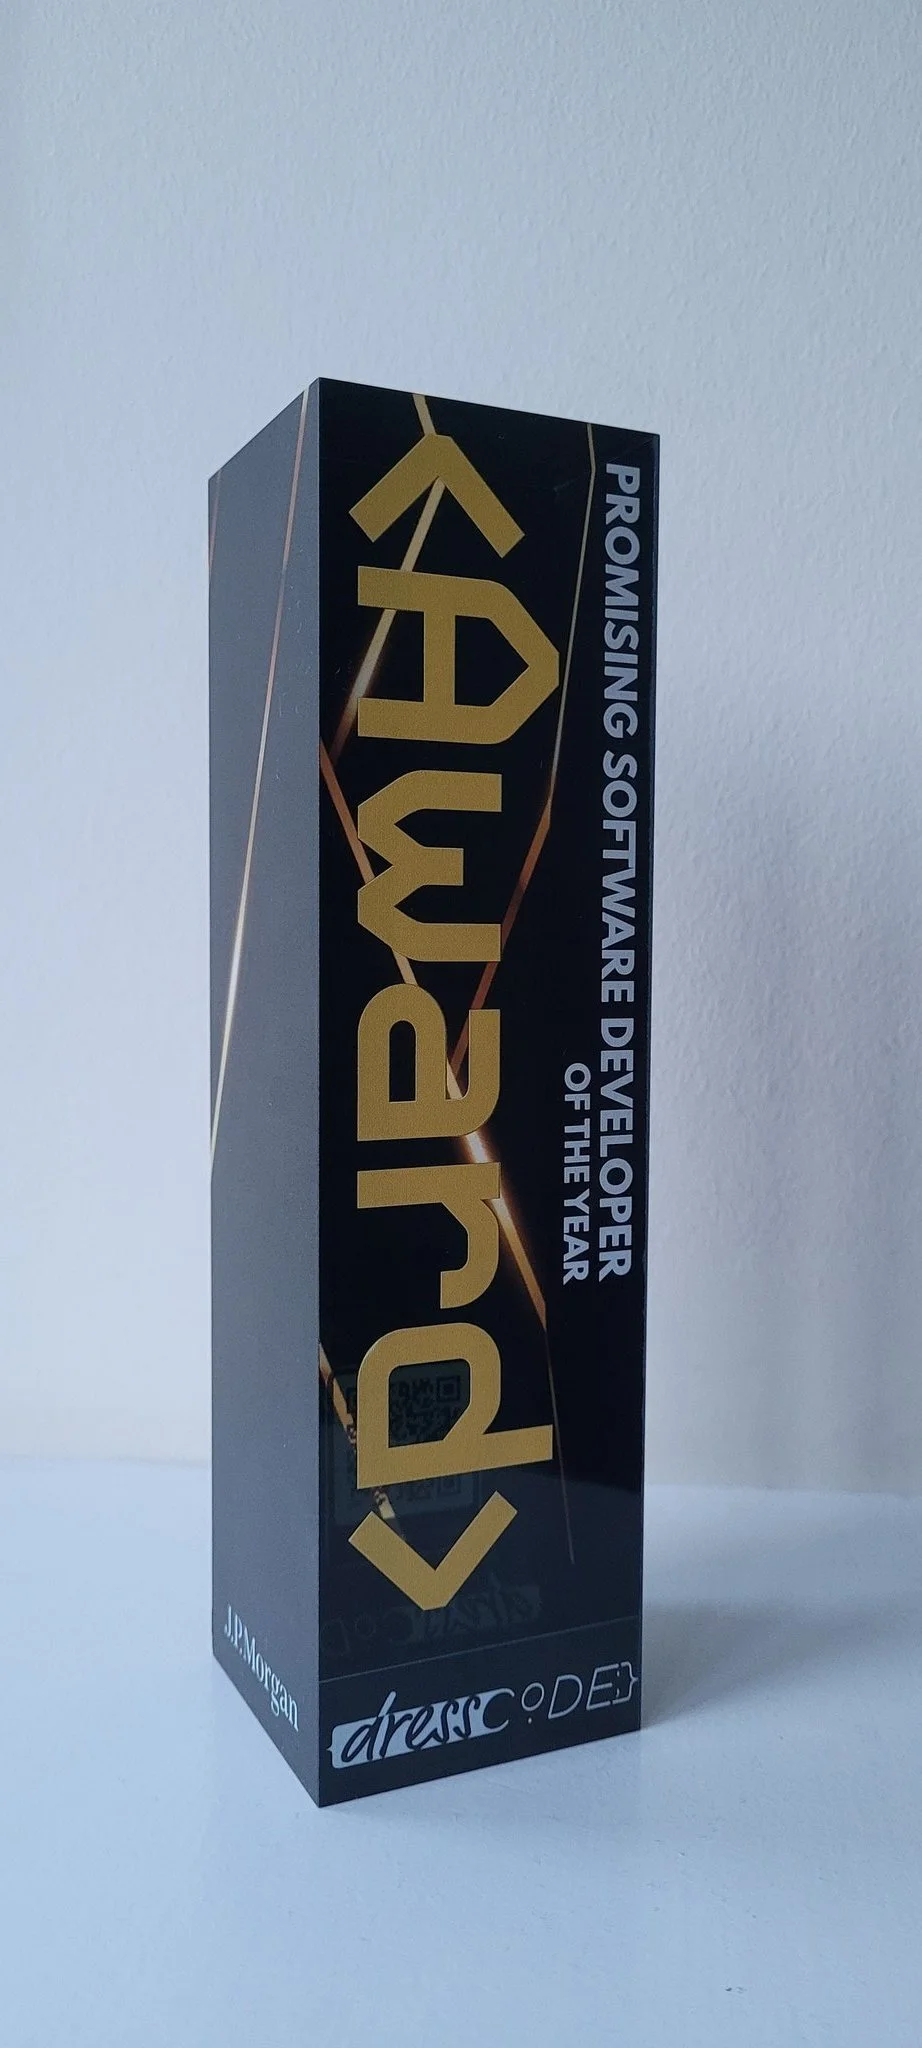 PROMISING SOFTWARE DEVELOPER
OF THE YEAR
<Award>
J.P.Morgan
{dressCODE:}